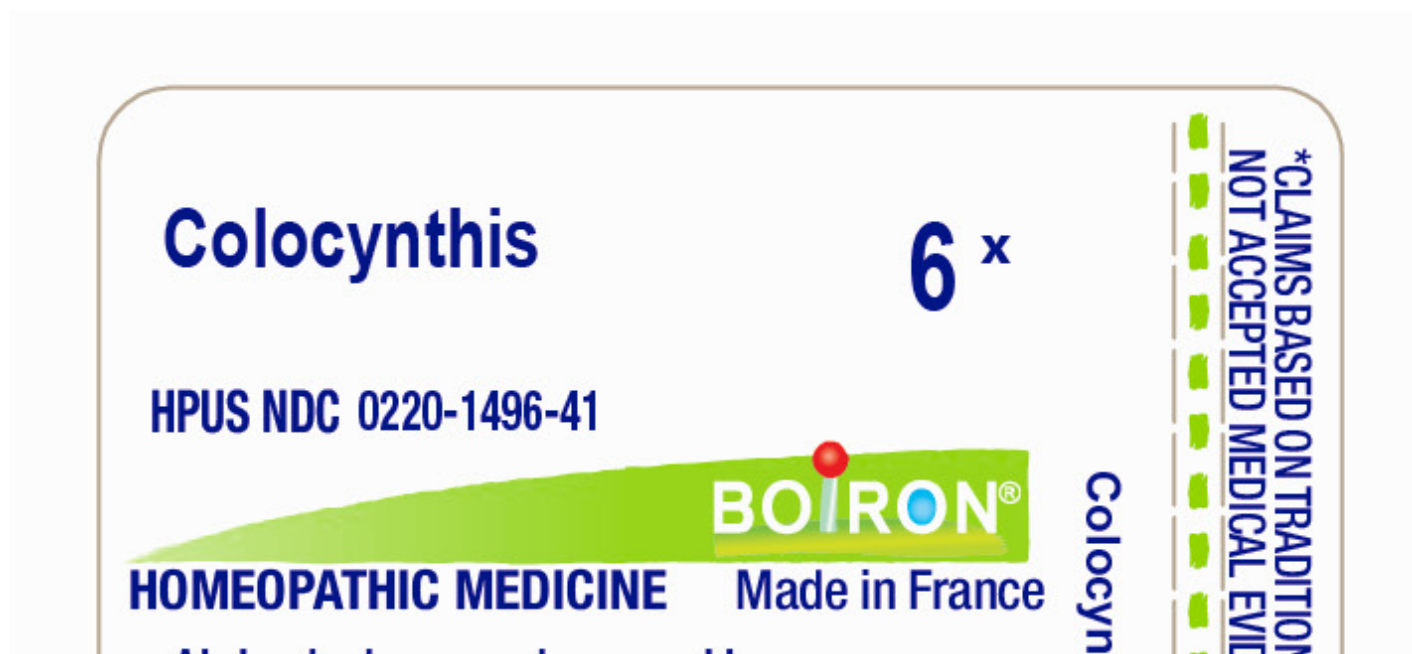 Colocynthis
6 x
HPUS NDC 0220-1496-41
BOIRON®
HOMEOPATHIC MEDICINE Made in France
Colocyn
*CLAIMS BASED ON TRADITION
NOT ACCEPTED MEDICAL EVID